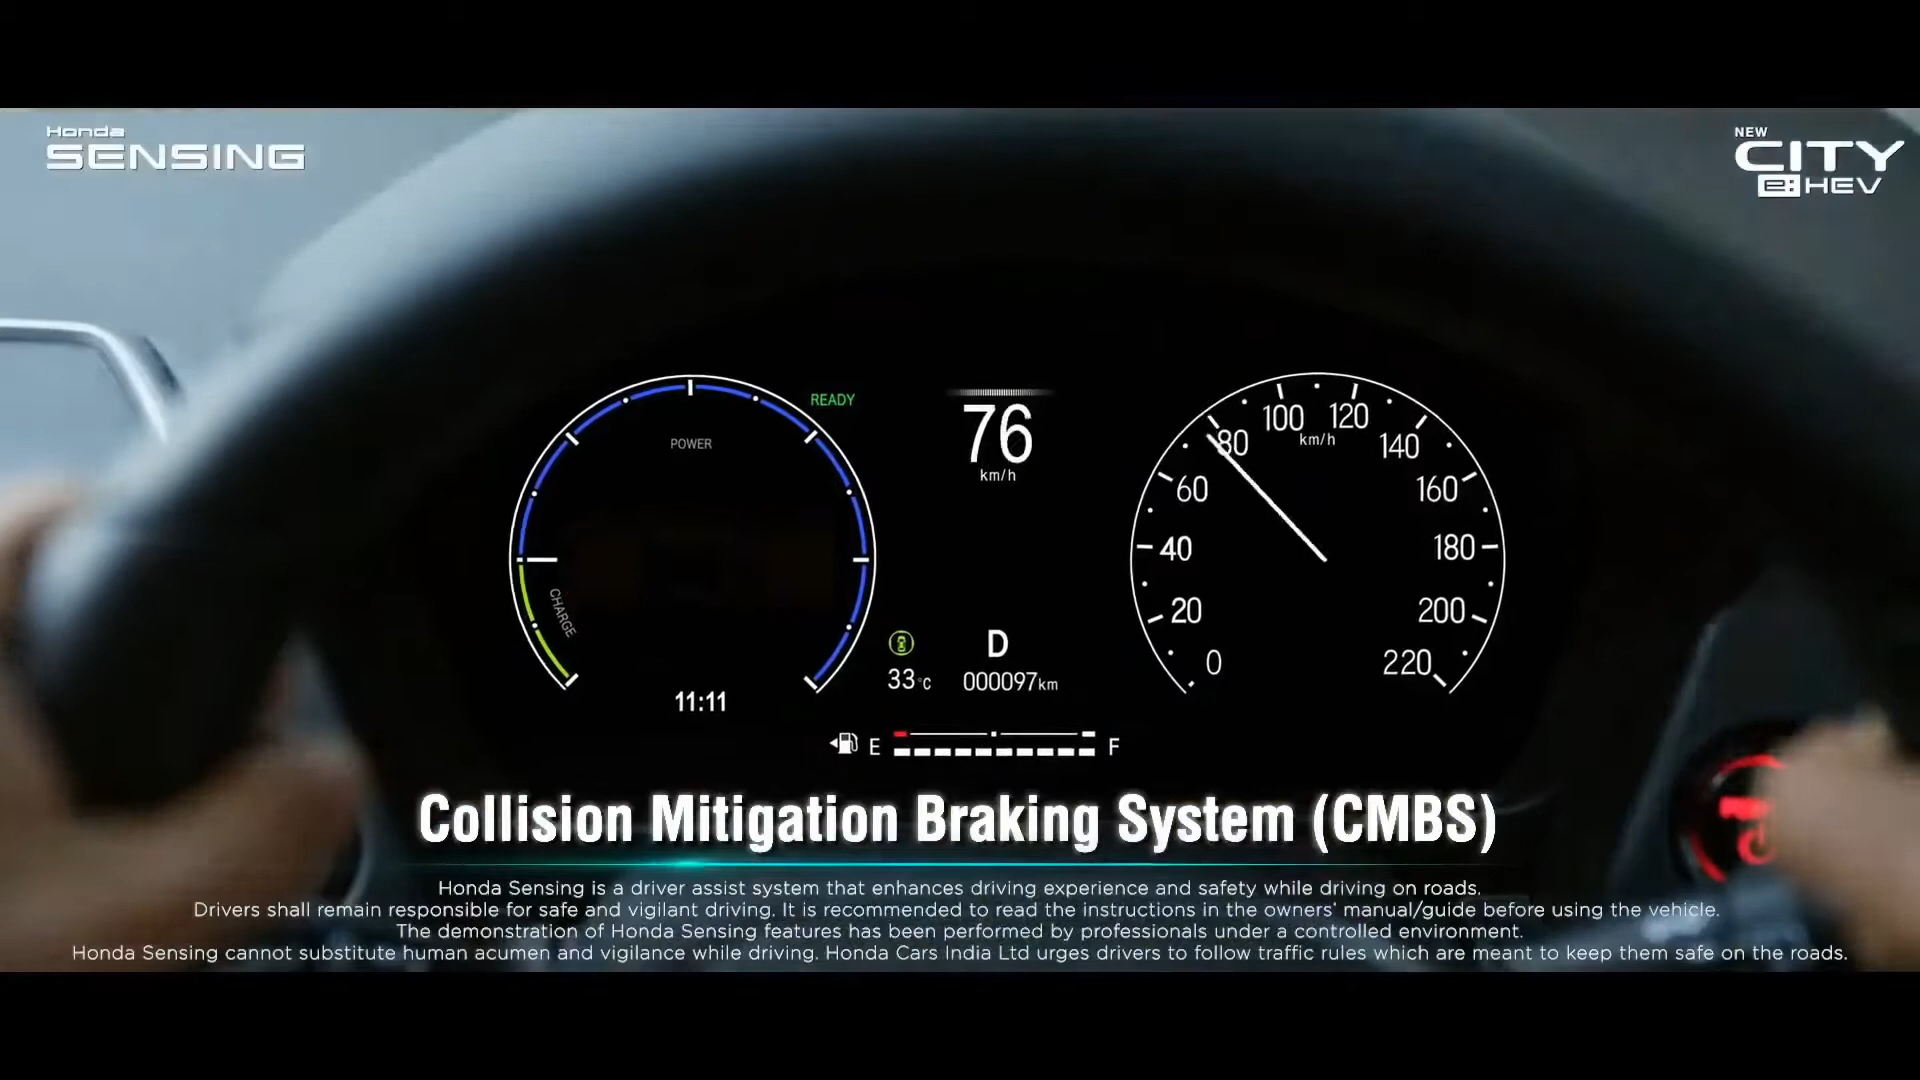 Honda
SENSING
NEW
CITY
e:HEV
READY
POWER
CHARGE
11:11
76
km/h
D
33°C
000097km
E
F
0
20
40
60
80
100
120
140
160
180
200
220
km/h
Collision Mitigation Braking System (CMBS)
Honda Sensing is a driver assist system that enhances driving experience and safety while driving on roads.
Drivers shall remain responsible for safe and vigilant driving. It is recommended to read the instructions in the owners' manual/guide before using the vehicle.
The demonstration of Honda Sensing features has been performed by professionals under a controlled environment.
Honda Sensing cannot substitute human acumen and vigilance while driving. Honda Cars India Ltd urges drivers to follow traffic rules which are meant to keep them safe on the roads.